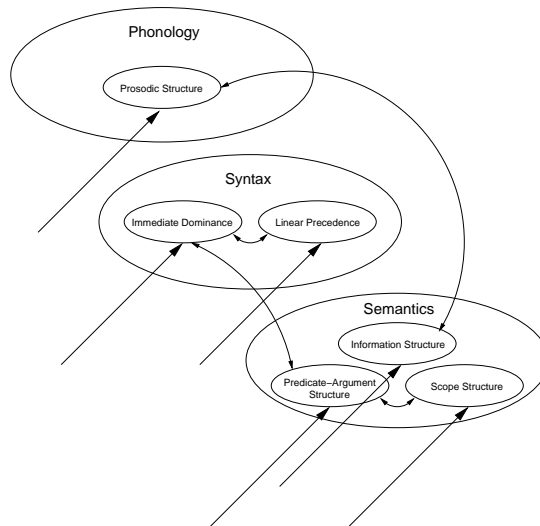 Phonology
Prosodic Structure
Syntax
Immediate Dominance
Linear Precedence
Semantics
Information Structure
Predicate−Argument
Structure
Scope Structure